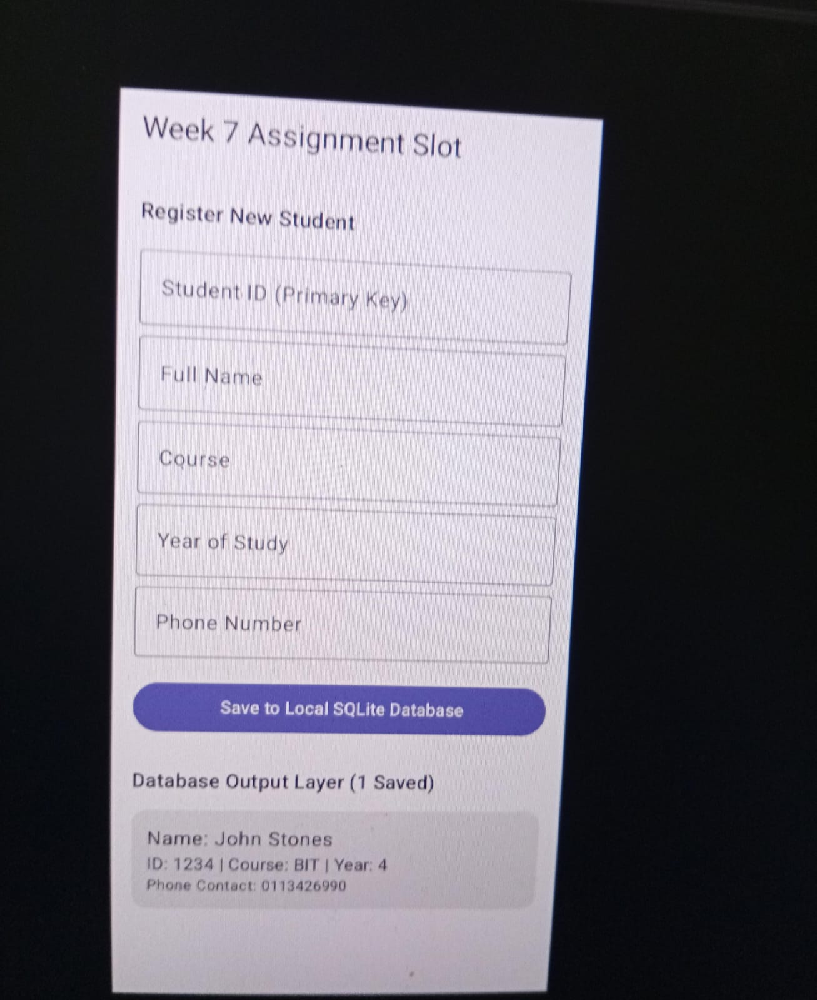 Week 7 Assignment Slot
Register New Student
Student ID (Primary Key)
Full Name
Course
Year of Study
Phone Number
Save to Local SQLite Database
Database Output Layer (1 Saved)
Name: John Stones
ID: 1234 | Course: BIT | Year: 4
Phone Contact: 0113426990